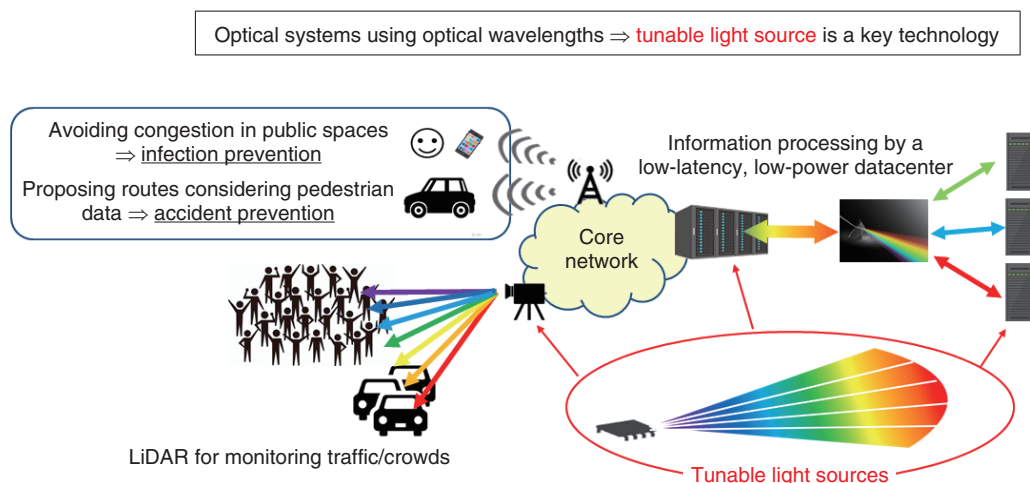 Optical systems using optical wavelengths ⇒ tunable light source is a key technology
Avoiding congestion in public spaces
⇒ infection prevention
Proposing routes considering pedestrian
data ⇒ accident prevention
Information processing by a
low-latency, low-power datacenter
Core
network
LiDAR for monitoring traffic/crowds
Tunable light sources